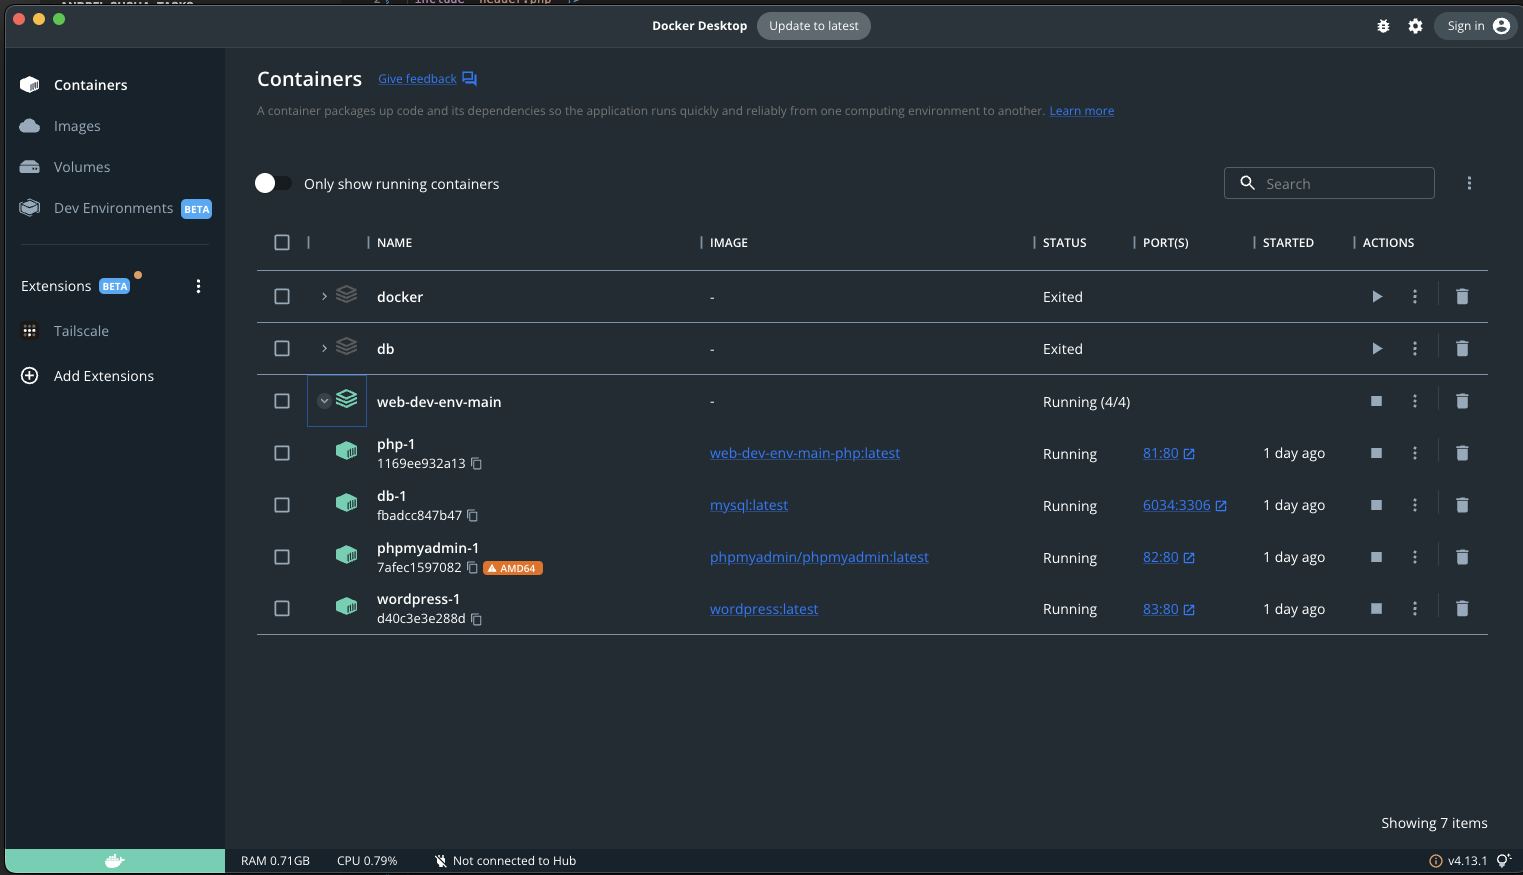 include header.php
Docker Desktop
Update to latest
Sign in
Containers
Images
Volumes
Dev Environments BETA
Extensions BETA
Tailscale
Add Extensions
Containers Give feedback
A container packages up code and its dependencies so the application runs quickly and reliably from one computing environment to another. Learn more
Only show running containers
Search
NAME IMAGE STATUS PORT(S) STARTED ACTIONS
docker - Exited
db - Exited
web-dev-env-main - Running (4/4)
php-1
1169ee932a13
web-dev-env-main-php:latest Running 81:80 1 day ago
db-1
fbadcc847b47
mysql:latest Running 6034:3306 1 day ago
phpmyadmin-1
7afec1597082 AMD64
phpmyadmin/phpmyadmin:latest Running 82:80 1 day ago
wordpress-1
d40c3e3e288d
wordpress:latest Running 83:80 1 day ago
Showing 7 items
RAM 0.71GB CPU 0.79% Not connected to Hub
v4.13.1